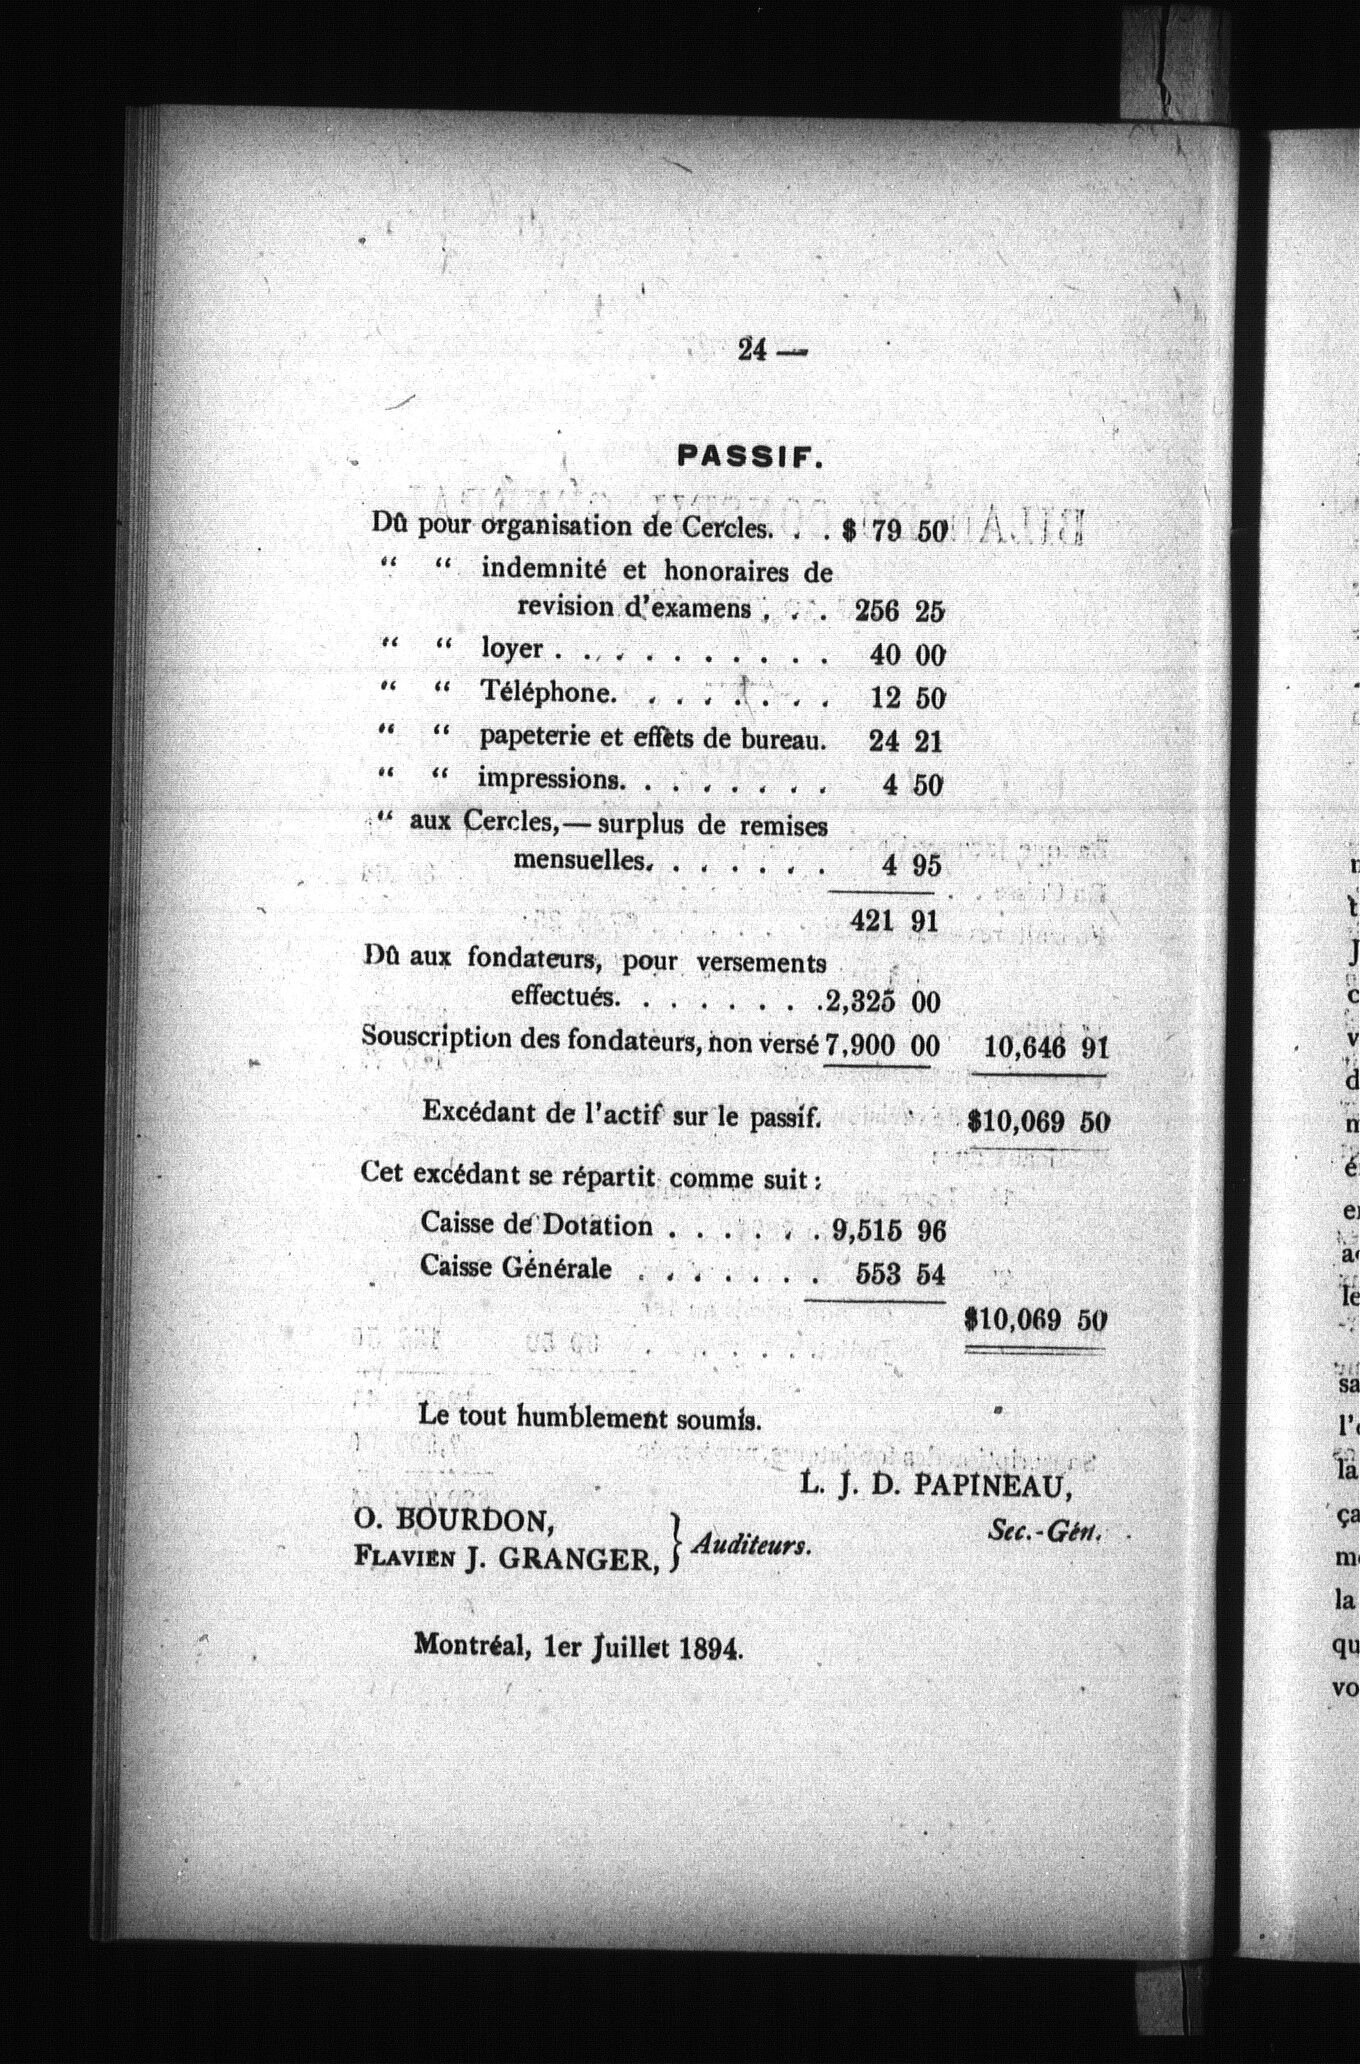 24 —
PASSIF.
Dû pour organisation de Cercles. . . $ 79 50
“ “ indemnité et honoraires de
revision d'examens . . . 256 25
“ “ loyer . . . . . . . . . . 40 00
“ “ Téléphone. . . . . . . . 12 50
“ “ papeterie et effets de bureau. 24 21
“ “ impressions. . . . . . . . 4 50
“ aux Cercles,— surplus de remises
mensuelles. . . . . . . 4 95
421 91
Dû aux fondateurs, pour versements
effectués. . . . . . . . .2,325 00
Souscription des fondateurs, non versé 7,900 00 10,646 91
Excédant de l'actif sur le passif. $10,069 50
Cet excédant se répartit comme suit :
Caisse de Dotation . . . . . . 9,515 96
Caisse Générale . . . . . . . 553 54
$10,069 50
Le tout humblement soumis.
L. J. D. PAPINEAU,
Sec.-Gén.
O. BOURDON,
FLAVIEN J. GRANGER, } Auditeurs.
Montréal, 1er Juillet 1894.